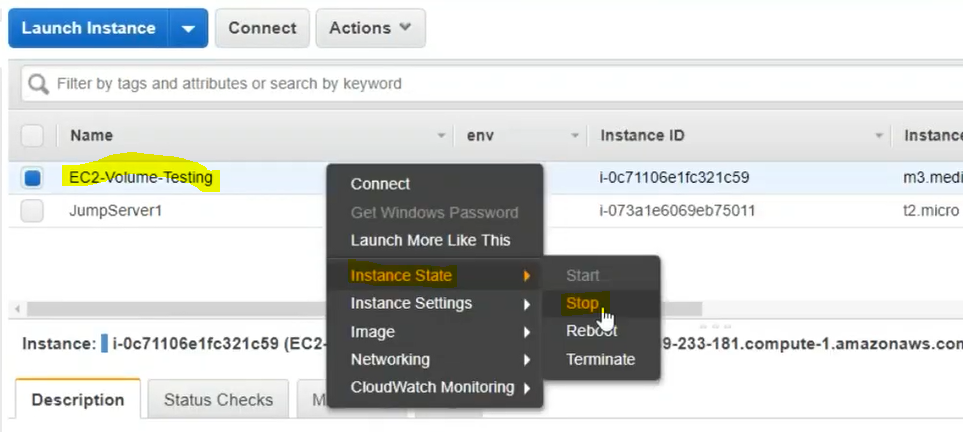 Launch Instance Connect Actions
Filter by tags and attributes or search by keyword
Name env Instance ID Instanc
EC2-Volume-Testing i-0c71106e1fc321c59 m3.medi
JumpServer1 i-073a1e6069eb75011 t2.micro
Connect
Get Windows Password
Launch More Like This
Instance State
Instance Settings
Image
Networking
CloudWatch Monitoring
Start
Stop
Reboot
Terminate
Instance: i-0c71106e1fc321c59 (EC2- 9-233-181.compute-1.amazonaws.com
Description Status Checks M